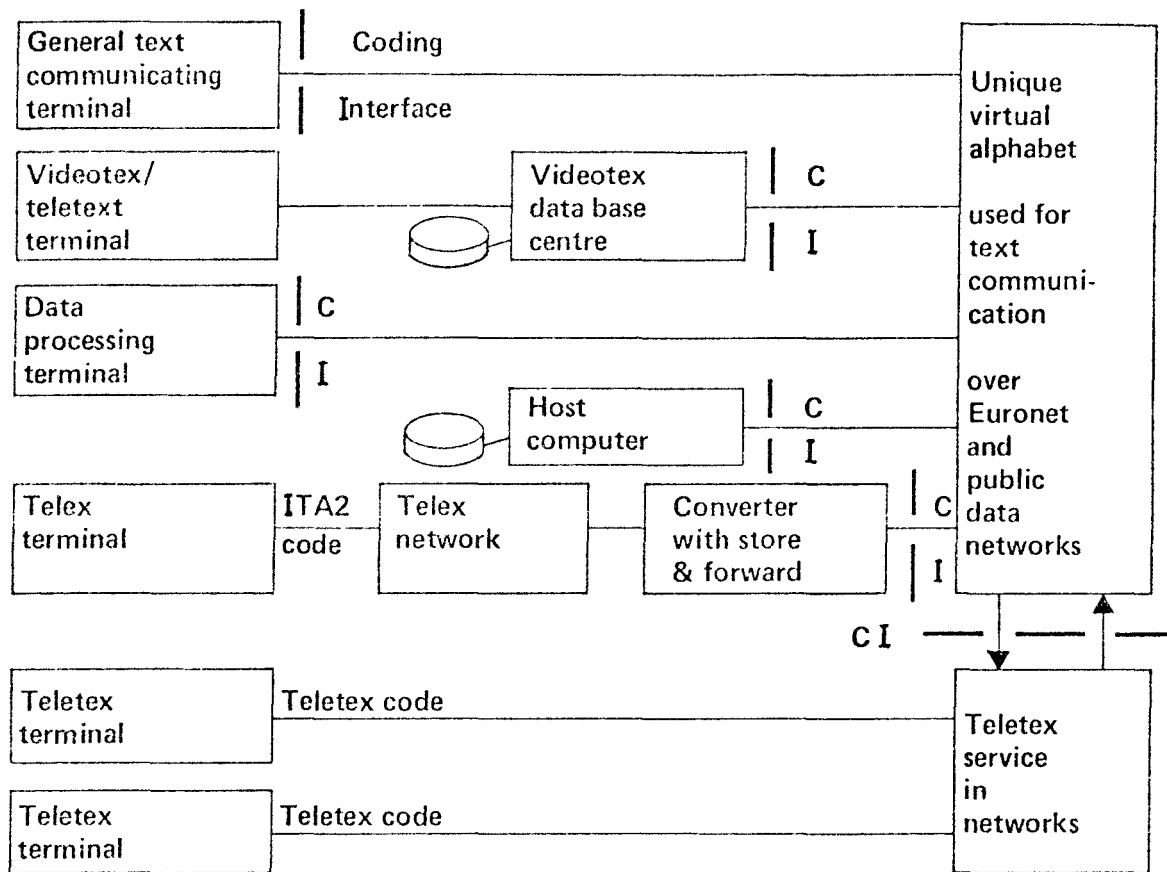 General text
communicating
terminal
Coding
Interface
Unique
virtual
alphabet
used for
text
communi-
cation
over
Euronet
and
public
data
networks
Videotex/
teletext
terminal
Videotex
data base
centre
C
I
Data
processing
terminal
C
I
Host
computer
C
I
Telex
terminal
ITA2
code
Telex
network
Converter
with store
& forward
C
I
C I
Teletex
terminal
Teletex code
Teletex
service
in
networks
Teletex
terminal
Teletex code